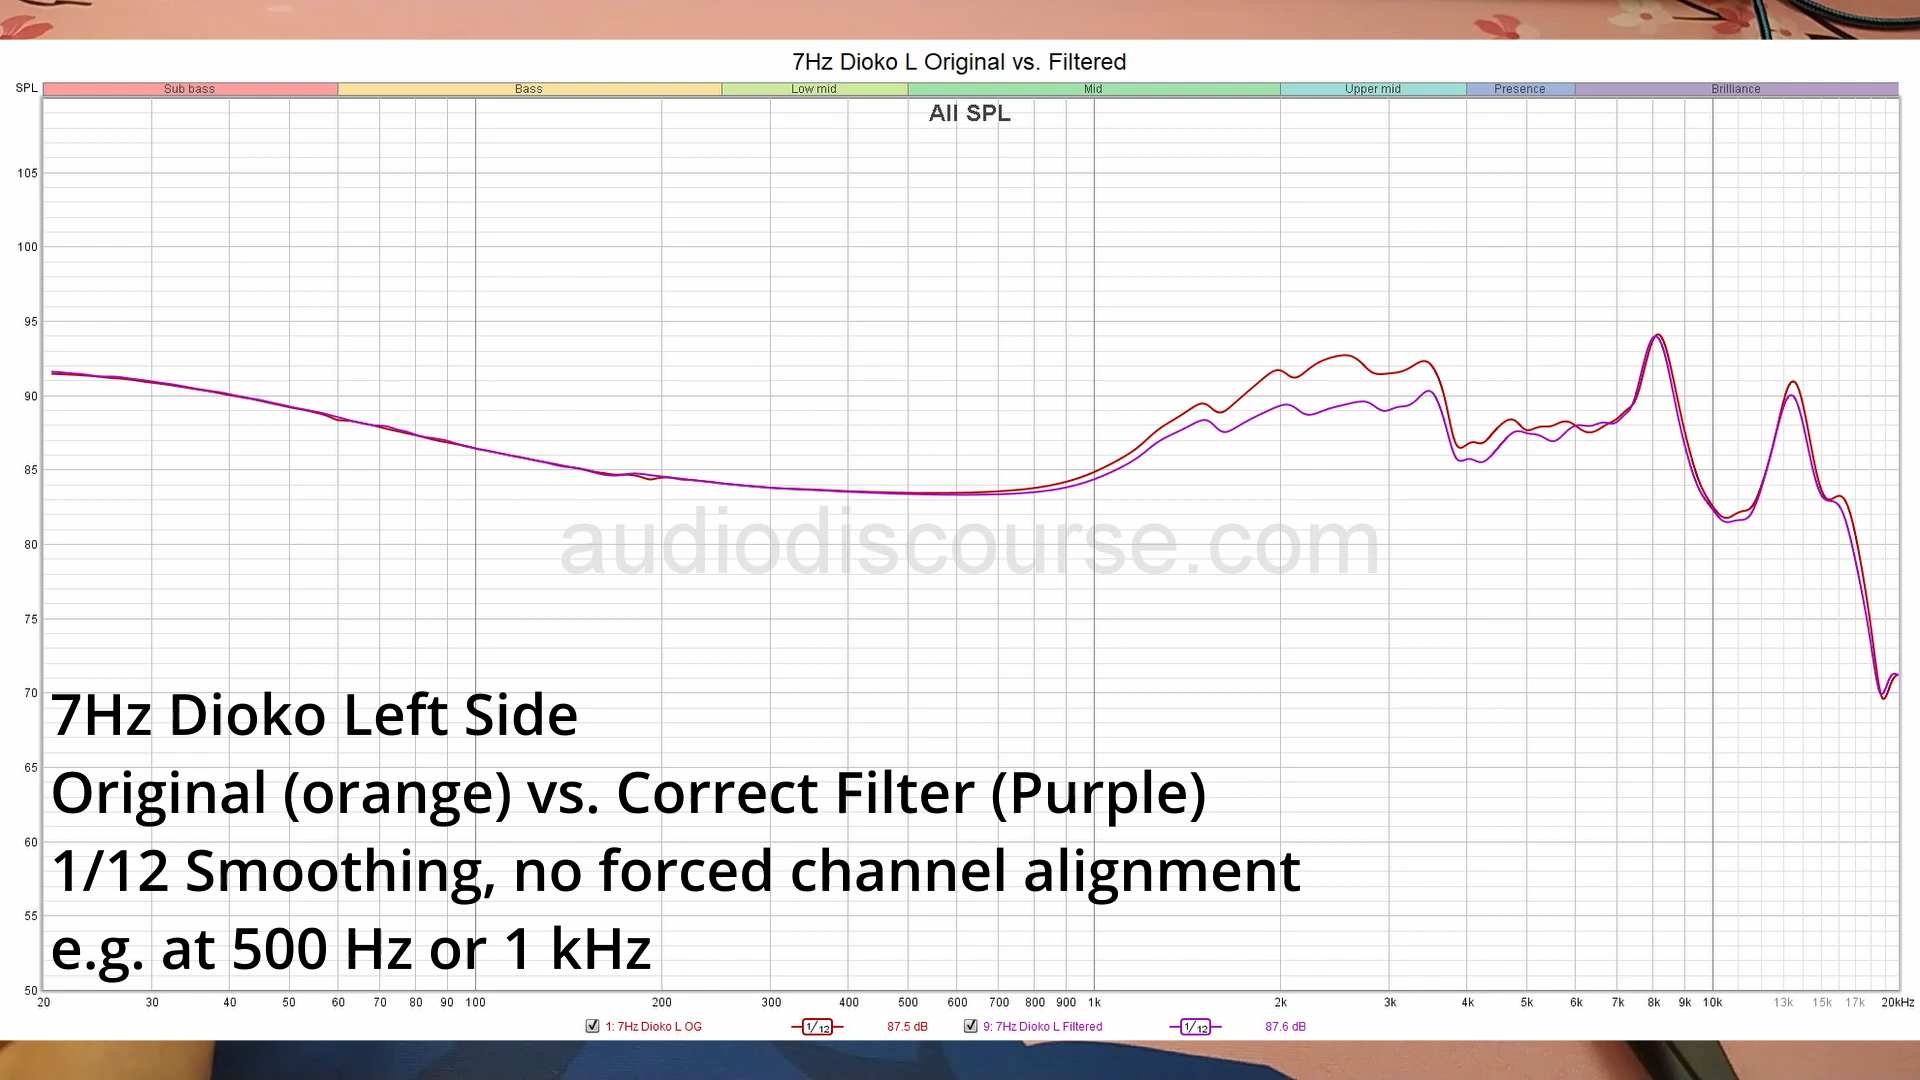 7Hz Dioko L Original vs. Filtered
SPL
Sub bass
Bass
Low mid
Mid
Upper mid
Presence
Brilliance
All SPL
105
100
95
90
85
80
75
70
65
60
55
50
audiodiscourse.com
7Hz Dioko Left Side
Original (orange) vs. Correct Filter (Purple)
1/12 Smoothing, no forced channel alignment
e.g. at 500 Hz or 1 kHz
20 30 40 50 60 70 80 90 100 200 300 400 500 600 700 800 900 1k 2k 3k 4k 5k 6k 7k 8k 9k 10k 13k 15k 17k 20kHz
1: 7Hz Dioko L OG 1/12 87.5 dB 9: 7Hz Dioko L Filtered 1/12 87.6 dB